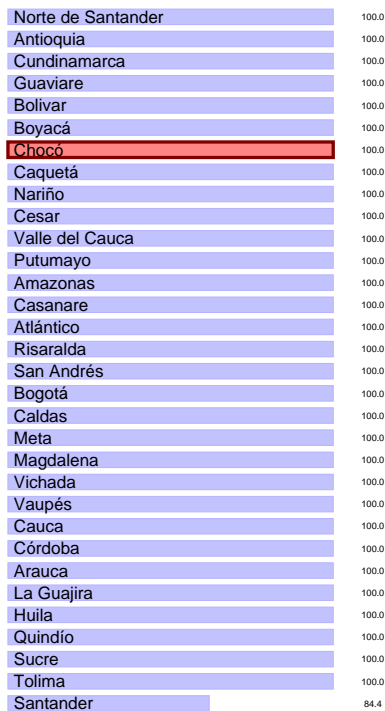 Norte de Santander 100.0
Antioquia 100.0
Cundinamarca 100.0
Guaviare 100.0
Bolivar 100.0
Boyacá 100.0
Chocó 100.0
Caquetá 100.0
Nariño 100.0
Cesar 100.0
Valle del Cauca 100.0
Putumayo 100.0
Amazonas 100.0
Casanare 100.0
Atlántico 100.0
Risaralda 100.0
San Andrés 100.0
Bogotá 100.0
Caldas 100.0
Meta 100.0
Magdalena 100.0
Vichada 100.0
Vaupés 100.0
Cauca 100.0
Córdoba 100.0
Arauca 100.0
La Guajira 100.0
Huila 100.0
Quindío 100.0
Sucre 100.0
Tolima 100.0
Santander 84.4